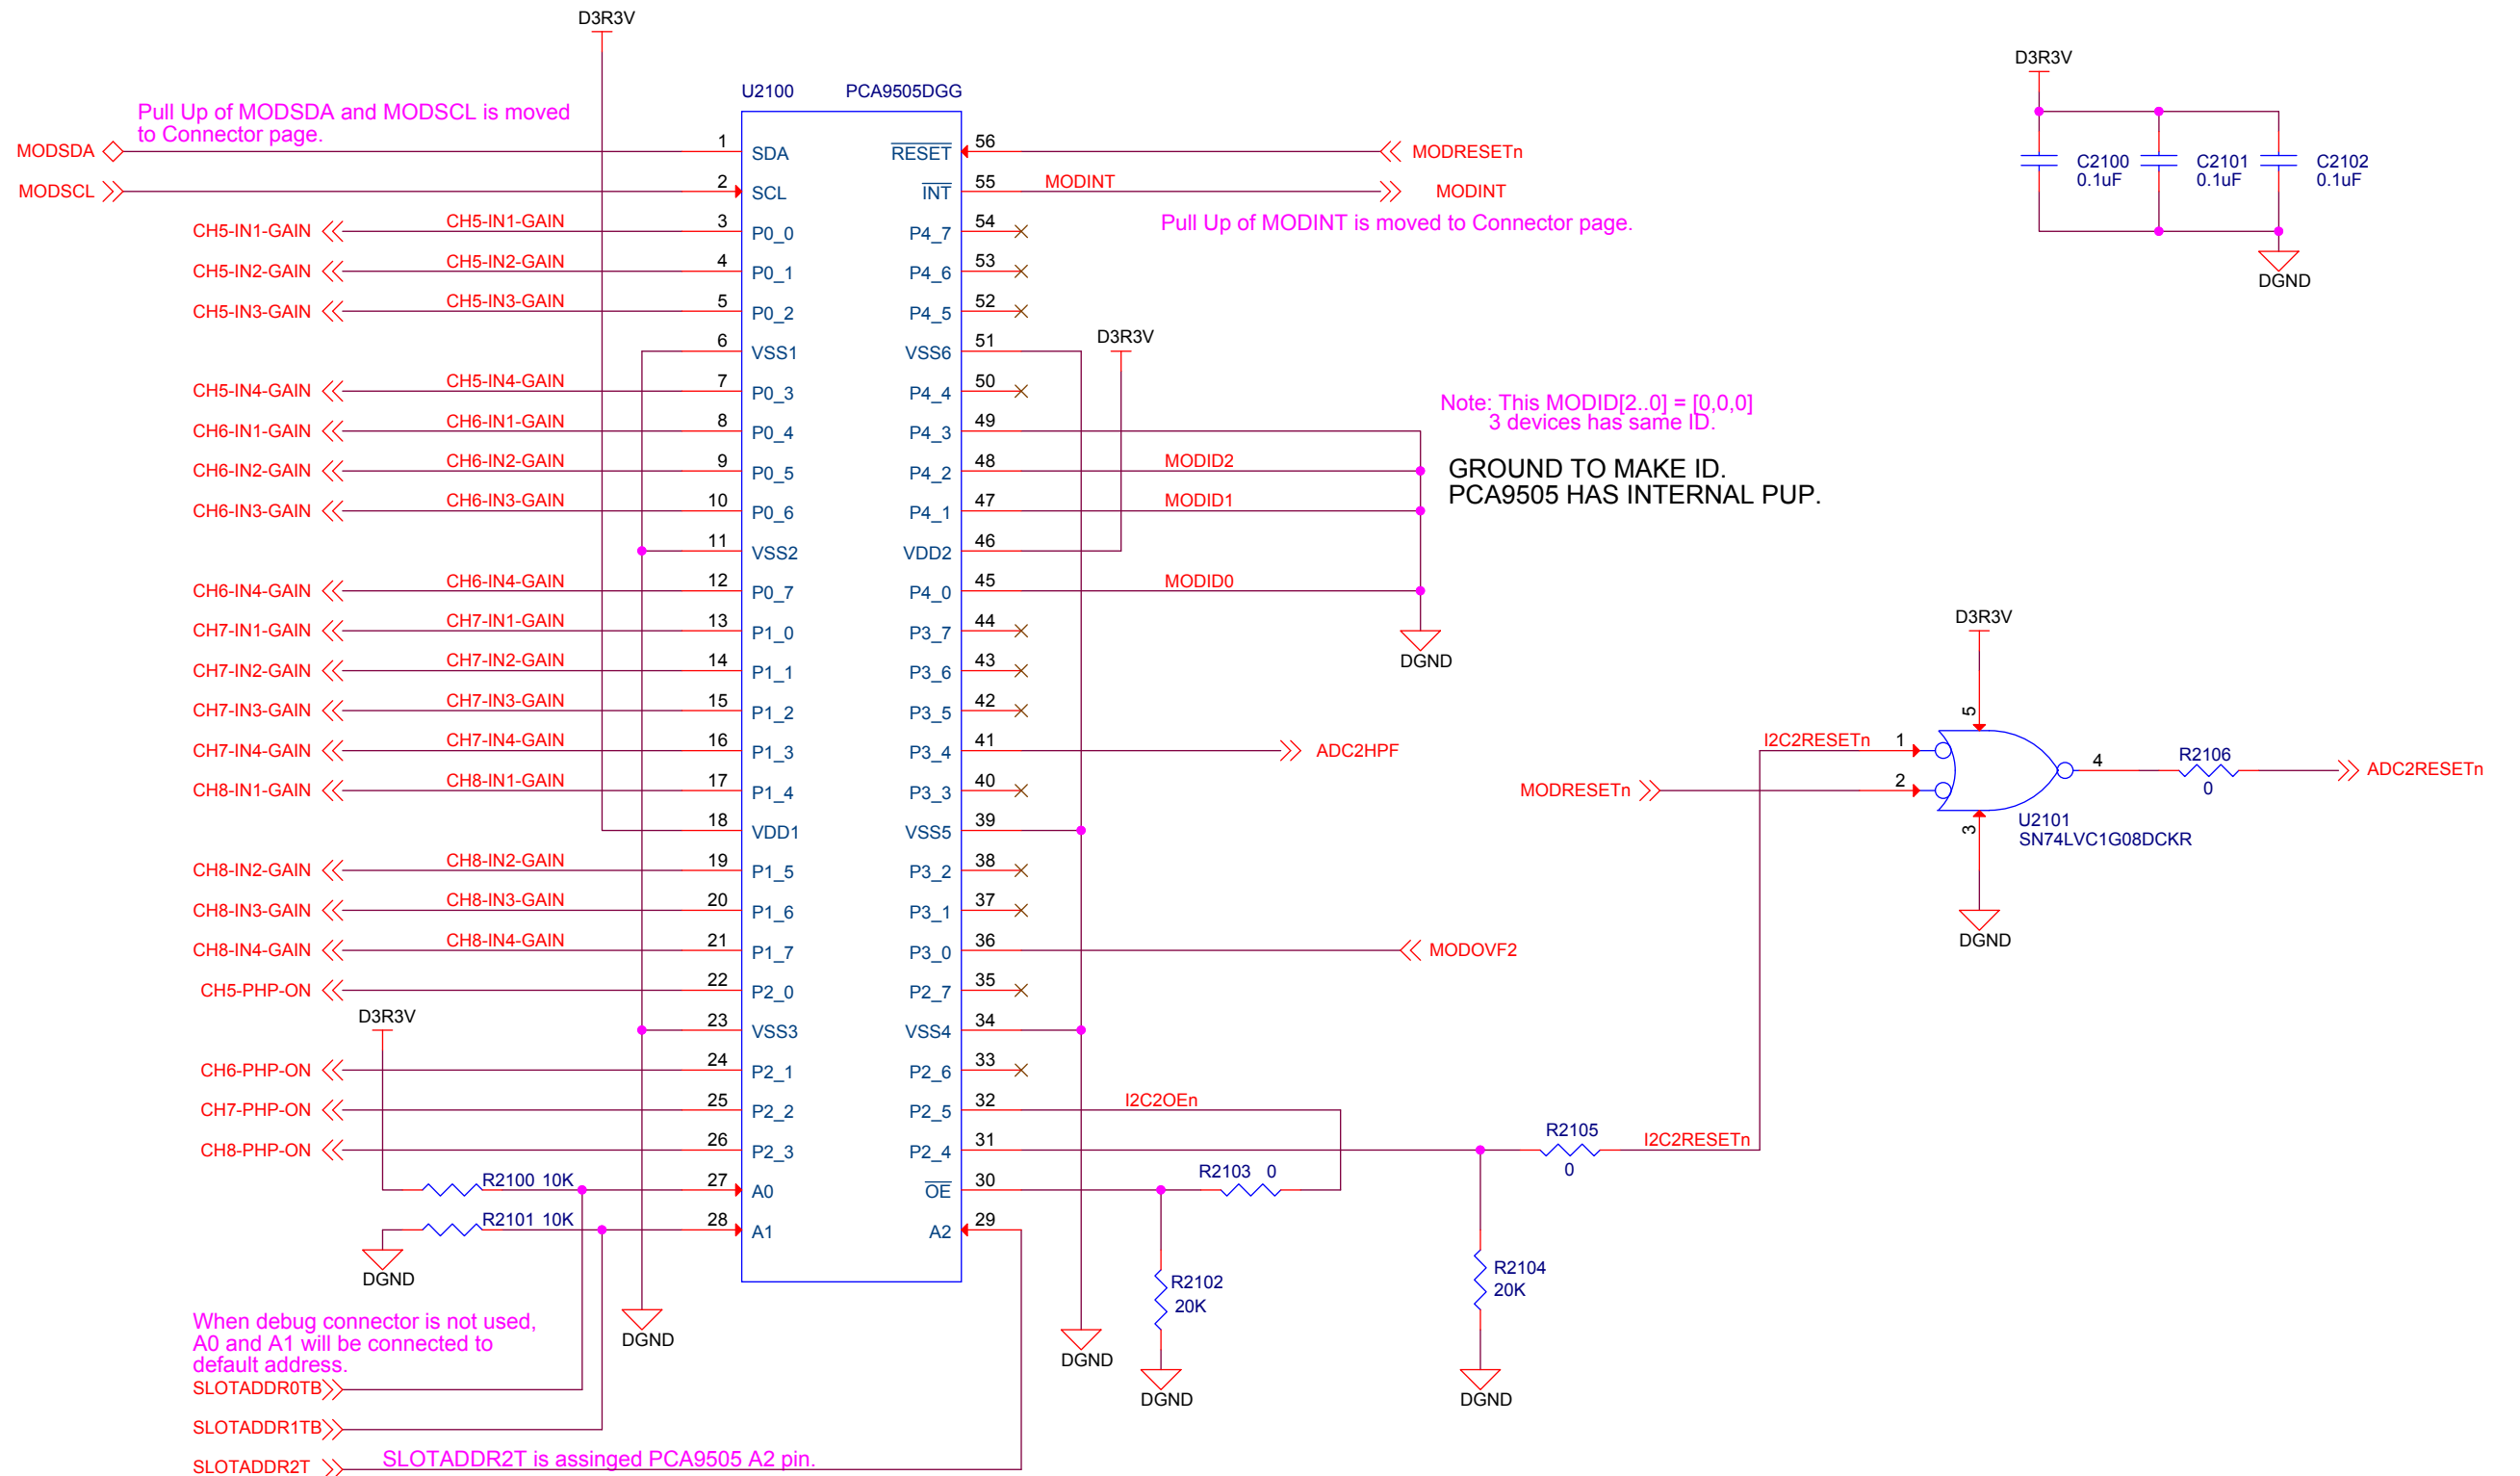 D3R3V
U2100 PCA9505DGG
Pull Up of MODSDA and MODSCL is moved
to Connector page.
MODSDA 1 SDA
MODSCL 2 SCL
CH5-IN1-GAIN CH5-IN1-GAIN 3 P0_0
CH5-IN2-GAIN CH5-IN2-GAIN 4 P0_1
CH5-IN3-GAIN CH5-IN3-GAIN 5 P0_2
6 VSS1
CH5-IN4-GAIN CH5-IN4-GAIN 7 P0_3
CH6-IN1-GAIN CH6-IN1-GAIN 8 P0_4
CH6-IN2-GAIN CH6-IN2-GAIN 9 P0_5
CH6-IN3-GAIN CH6-IN3-GAIN 10 P0_6
11 VSS2
CH6-IN4-GAIN CH6-IN4-GAIN 12 P0_7
CH7-IN1-GAIN CH7-IN1-GAIN 13 P1_0
CH7-IN2-GAIN CH7-IN2-GAIN 14 P1_1
CH7-IN3-GAIN CH7-IN3-GAIN 15 P1_2
CH7-IN4-GAIN CH7-IN4-GAIN 16 P1_3
CH8-IN1-GAIN CH8-IN1-GAIN 17 P1_4
18 VDD1
CH8-IN2-GAIN CH8-IN2-GAIN 19 P1_5
CH8-IN3-GAIN CH8-IN3-GAIN 20 P1_6
CH8-IN4-GAIN CH8-IN4-GAIN 21 P1_7
CH5-PHP-ON 22 P2_0
D3R3V
23 VSS3
CH6-PHP-ON 24 P2_1
CH7-PHP-ON 25 P2_2
CH8-PHP-ON 26 P2_3
R2100 10K 27 A0
R2101 10K 28 A1
DGND
DGND
When debug connector is not used,
A0 and A1 will be connected to
default address.
SLOTADDR0TB
SLOTADDR1TB
SLOTADDR2T SLOTADDR2T is assinged PCA9505 A2 pin.
RESET 56 MODRESETn
INT 55 MODINT MODINT
Pull Up of MODINT is moved to Connector page.
P4_7 54
P4_6 53
P4_5 52
D3R3V
VSS6 51
P4_4 50
P4_3 49
P4_2 48 MODID2
P4_1 47 MODID1
VDD2 46
P4_0 45 MODID0
P3_7 44
DGND
P3_6 43
P3_5 42
P3_4 41 ADC2HPF
P3_3 40
VSS5 39
P3_2 38
P3_1 37
P3_0 36 MODOVF2
P2_7 35
VSS4 34
P2_6 33
P2_5 32 I2C2OEn
P2_4 31
OE 30
A2 29
R2103 0
R2105
0
I2C2RESETn
R2102
20K
R2104
20K
DGND
DGND
DGND
Note: This MODID[2..0] = [0,0,0]
3 devices has same ID.
GROUND TO MAKE ID.
PCA9505 HAS INTERNAL PUP.
D3R3V
C2100
0.1uF
C2101
0.1uF
C2102
0.1uF
DGND
D3R3V
5
I2C2RESETn 1
MODRESETn 2
4
R2106
0
ADC2RESETn
3
U2101
SN74LVC1G08DCKR
DGND